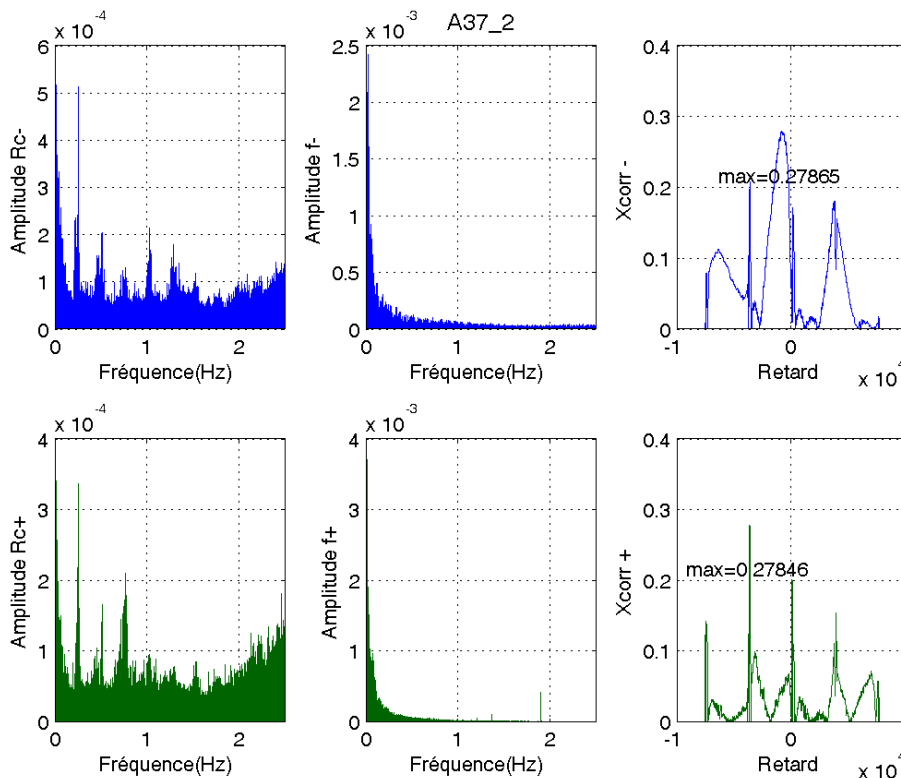 A37_2
x 10⁻⁴
6
5
4
3
2
1
0
0 1 2
Amplitude Rc-
Fréquence(Hz)
x 10⁻³
2.5
2
1.5
1
0.5
0
0 1 2
Amplitude f-
Fréquence(Hz)
0.4
0.3
0.2
0.1
0
-1 0 1
Xcorr -
max=0.27865
Retard
x 10⁴
x 10⁻⁴
4
3
2
1
0
0 1 2
Amplitude Rc+
Fréquence(Hz)
x 10⁻³
4
3
2
1
0
0 1 2
Amplitude f+
Fréquence(Hz)
0.4
0.3
0.2
0.1
0
-1 0 1
Xcorr +
max=0.27846
Retard
x 10⁴